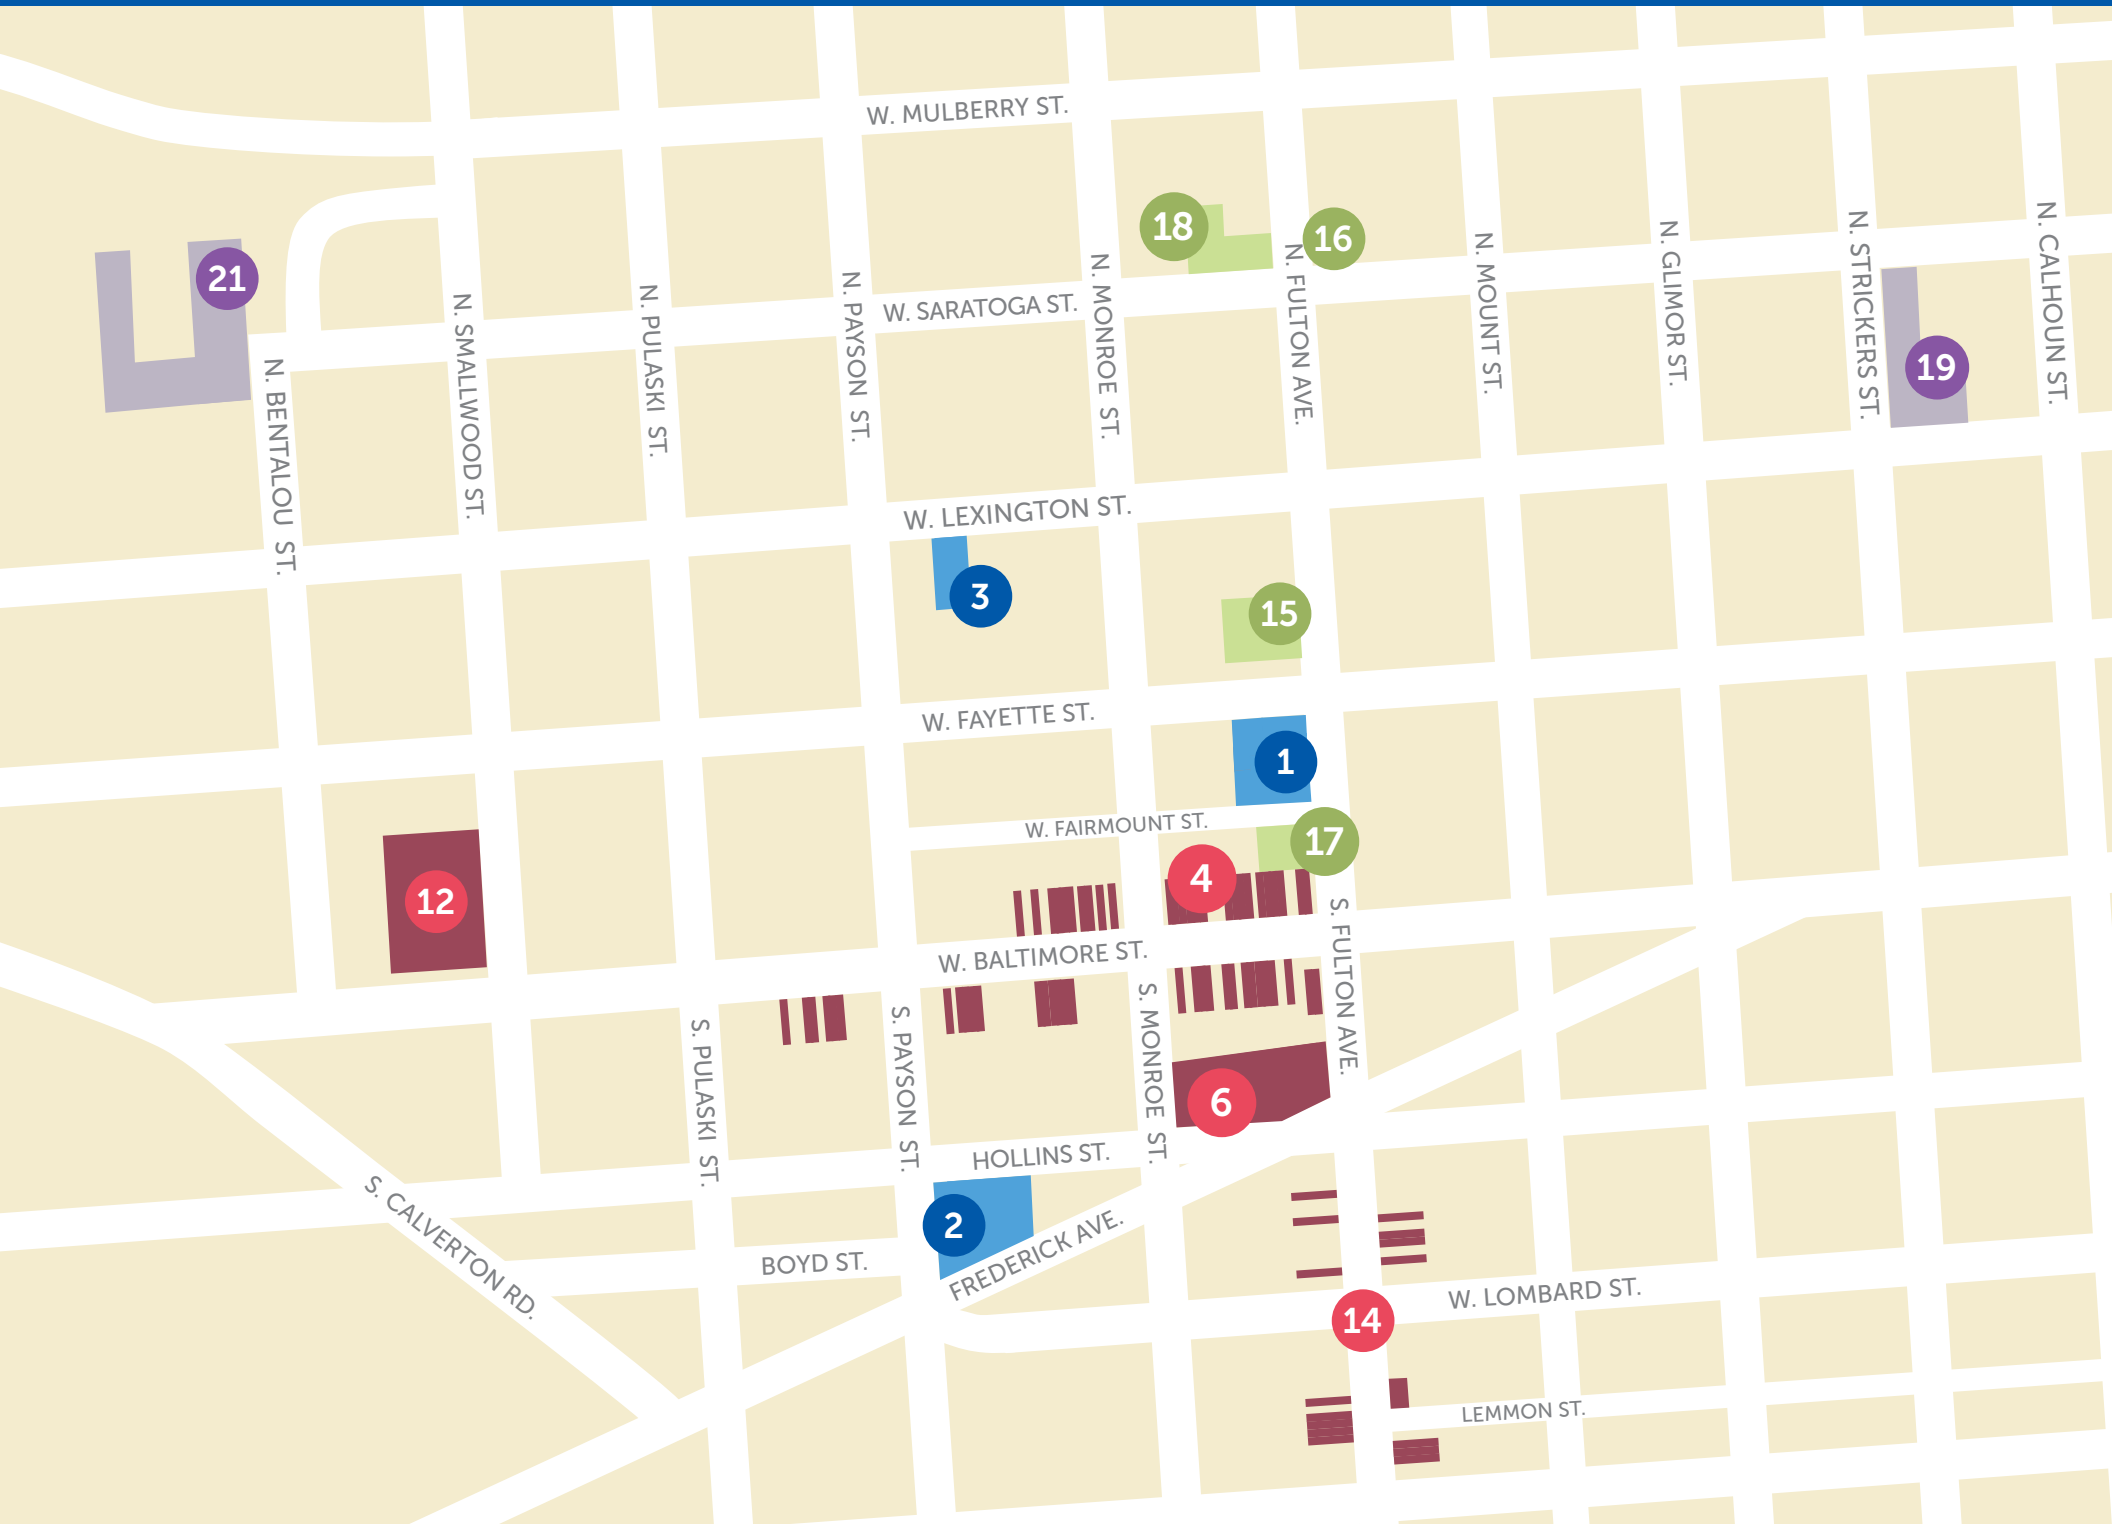 W. MULBERRY ST.
18
16
21
W. SARATOGA ST.
N. BENTALOU ST.
N. SMALLWOOD ST.
N. PULASKI ST.
N. PAYSON ST.
N. MONROE ST.
N. FULTON AVE.
N. MOUNT ST.
N. GLIMOR ST.
N. STRICKERS ST.
N. CALHOUN ST.
19
W. LEXINGTON ST.
3
15
W. FAYETTE ST.
1
W. FAIRMOUNT ST.
17
12
4
W. BALTIMORE ST.
S. PULASKI ST.
S. PAYSON ST.
S. MONROE ST.
S. FULTON AVE.
6
HOLLINS ST.
S. CALVERTON RD.
2
BOYD ST.
FREDERICK AVE.
W. LOMBARD ST.
14
LEMMON ST.